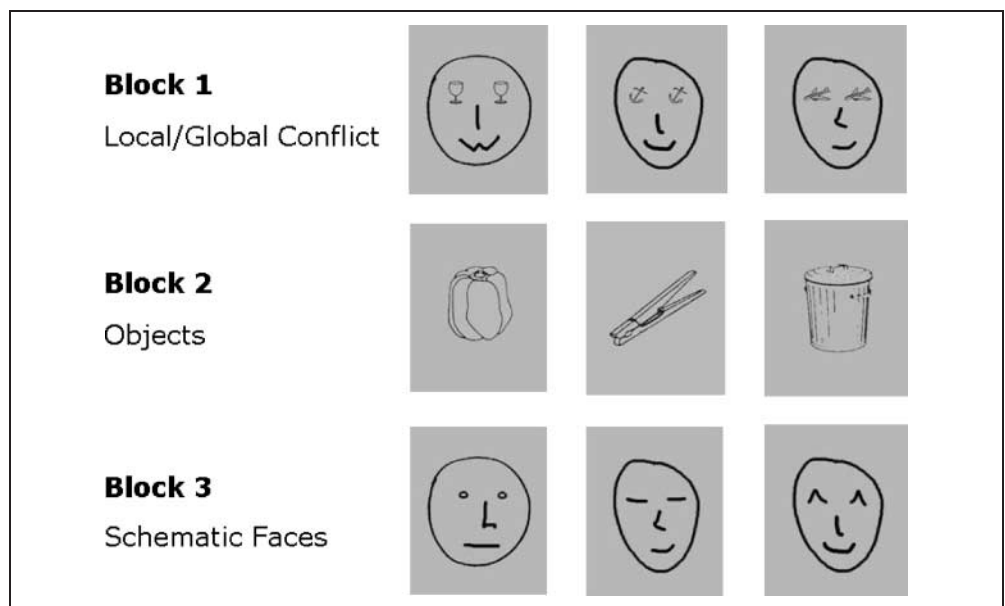 Block 1
Local/Global Conflict
Block 2
Objects
Block 3
Schematic Faces